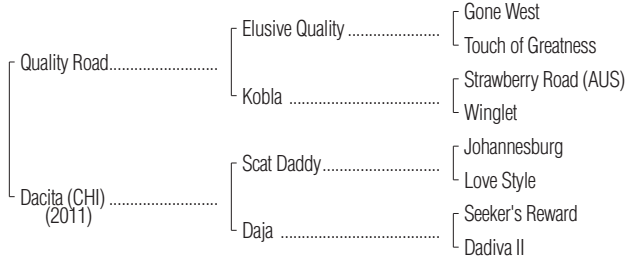 Gone West
Elusive Quality
Touch of Greatness
Quality Road
Strawberry Road (AUS)
Kobla
Winglet
Johannesburg
Scat Daddy
Love Style
Dacita (CHI)
(2011)
Seeker's Reward
Daja
Dadiva II